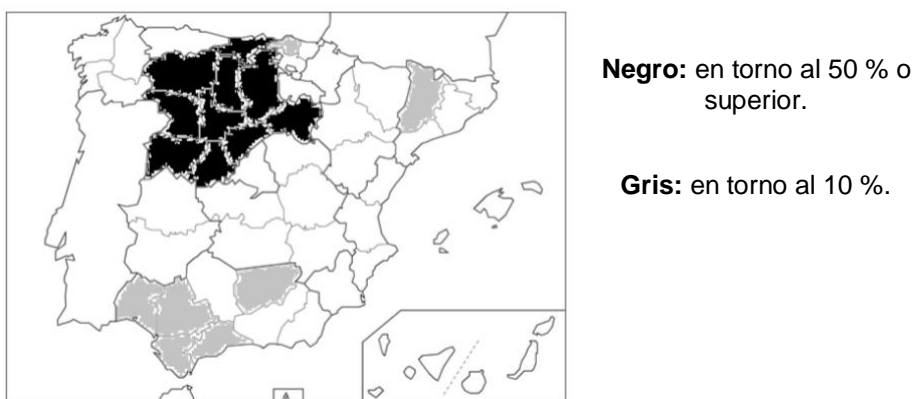 Negro: en torno al 50 % o
superior.
Gris: en torno al 10 %.